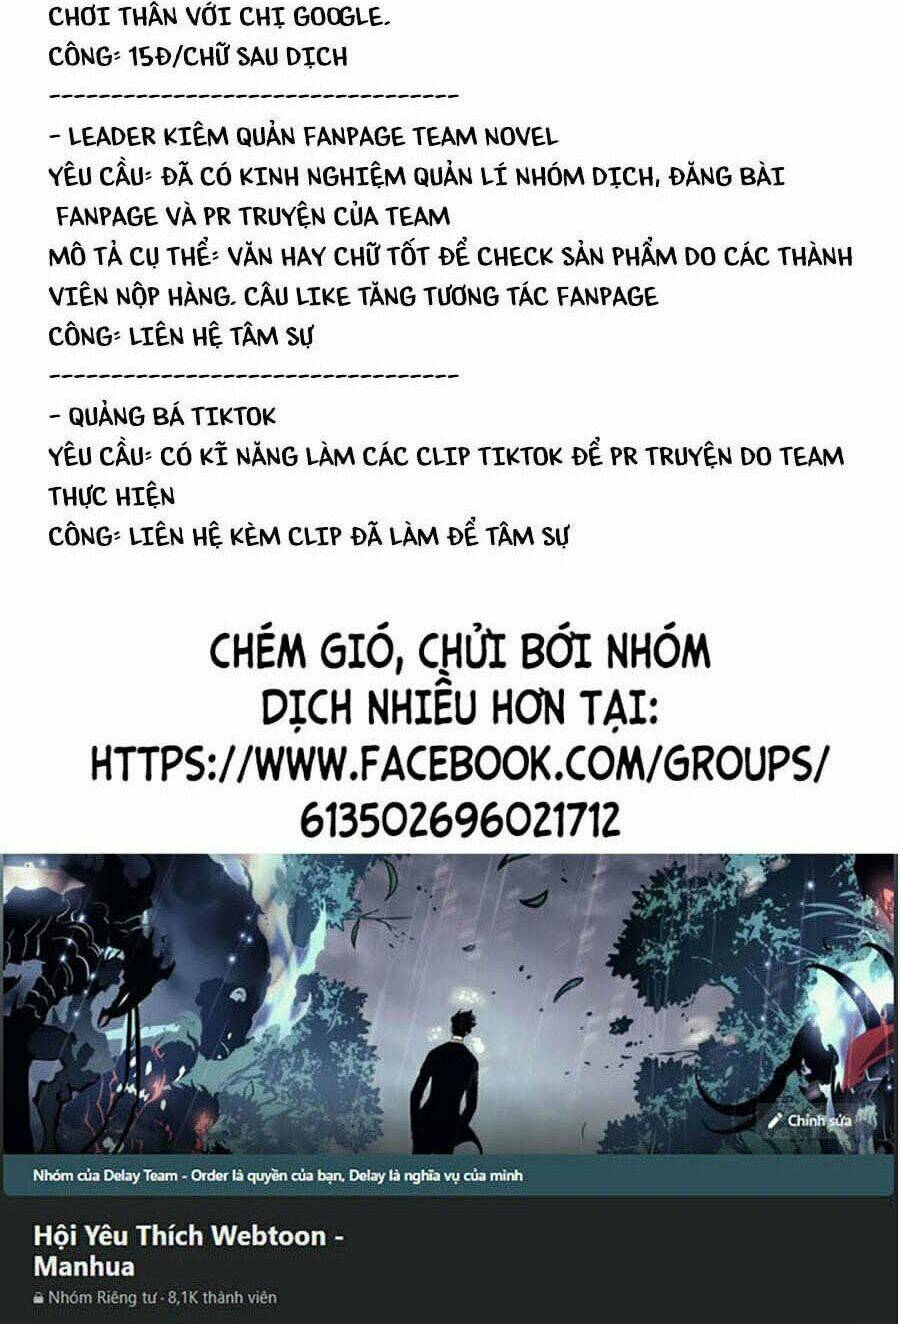 CHƠI THÂN VỚI CHỊ GOOGLE.
CÔNG: 15Đ/CHỮ SAU DỊCH
---------------------------------
- LEADER KIÊM QUẢN FANPAGE TEAM NOVEL
YÊU CẦU: ĐÃ CÓ KINH NGHIỆM QUẢN LÍ NHÓM DỊCH, ĐĂNG BÀI
FANPAGE VÀ PR TRUYỆN CỦA TEAM
MÔ TẢ CỤ THỂ: VĂN HAY CHỮ TỐT ĐỂ CHECK SẢN PHẨM DO CÁC THÀNH
VIÊN NỘP HÀNG. CÂU LIKE TĂNG TƯƠNG TÁC FANPAGE
CÔNG: LIÊN HỆ TÂM SỰ
---------------------------------
- QUẢNG BÁ TIKTOK
YÊU CẦU: CÓ KĨ NĂNG LÀM CÁC CLIP TIKTOK ĐỂ PR TRUYỆN DO TEAM
THỰC HIỆN
CÔNG: LIÊN HỆ KÈM CLIP ĐÃ LÀM ĐỂ TÂM SỰ
CHÉM GIÓ, CHỬI BỚI NHÓM
DỊCH NHIỀU HƠN TẠI:
HTTPS://WWW.FACEBOOK.COM/GROUPS/
613502696021712
Chỉnh sửa
Nhóm của Delay Team - Order là quyền của bạn, Delay là nghĩa vụ của mình
Hội Yêu Thích Webtoon -
Manhua
Nhóm Riêng tư · 8,1K thành viên